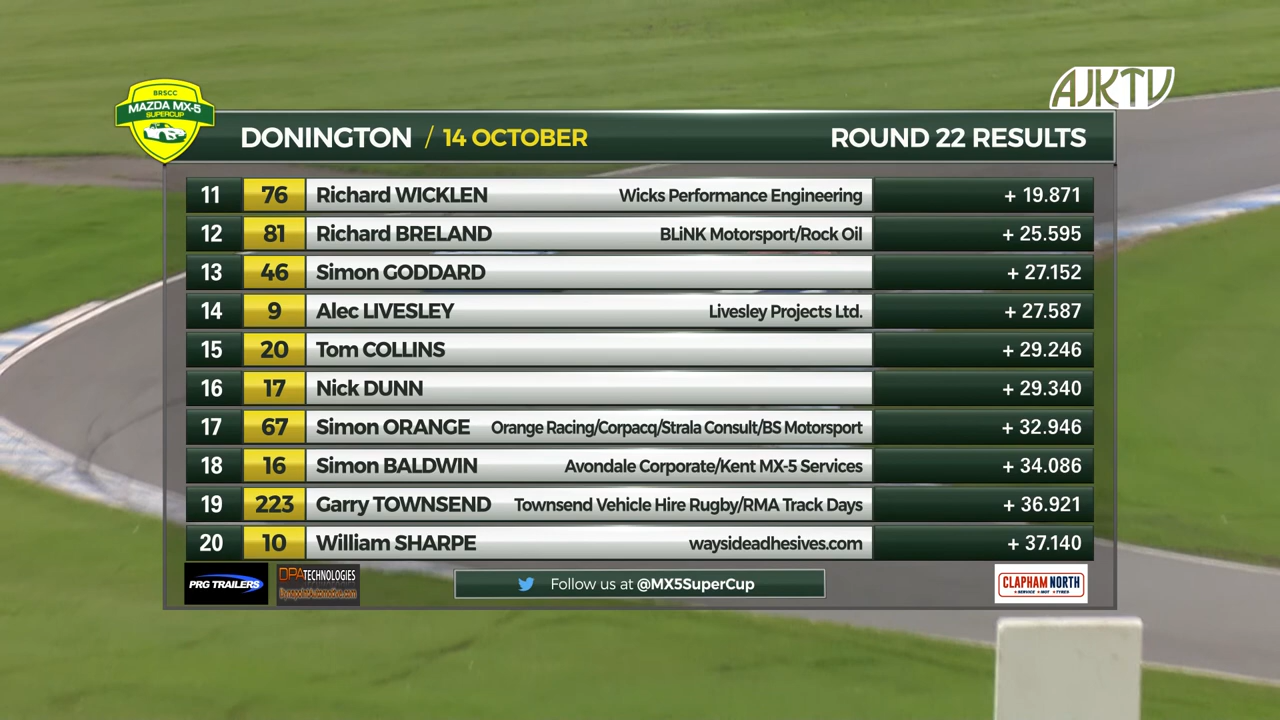 AJKTV
BRSCC
MAZDA MX-5
SUPERCUP
DONINGTON / 14 OCTOBER ROUND 22 RESULTS
11 76 Richard WICKLEN Wicks Performance Engineering + 19.871
12 81 Richard BRELAND BLiNK Motorsport/Rock Oil + 25.595
13 46 Simon GODDARD + 27.152
14 9 Alec LIVESLEY Livesley Projects Ltd. + 27.587
15 20 Tom COLLINS + 29.246
16 17 Nick DUNN + 29.340
17 67 Simon ORANGE Orange Racing/Corpacq/Strala Consult/BS Motorsport + 32.946
18 16 Simon BALDWIN Avondale Corporate/Kent MX-5 Services + 34.086
19 223 Garry TOWNSEND Townsend Vehicle Hire Rugby/RMA Track Days + 36.921
20 10 William SHARPE waysideadhesives.com + 37.140
PRG TRAILERS
DPATECHNOLOGIES
Follow us at @MX5SuperCup
CLAPHAM NORTH
• SERVICE • MOT • TYRES